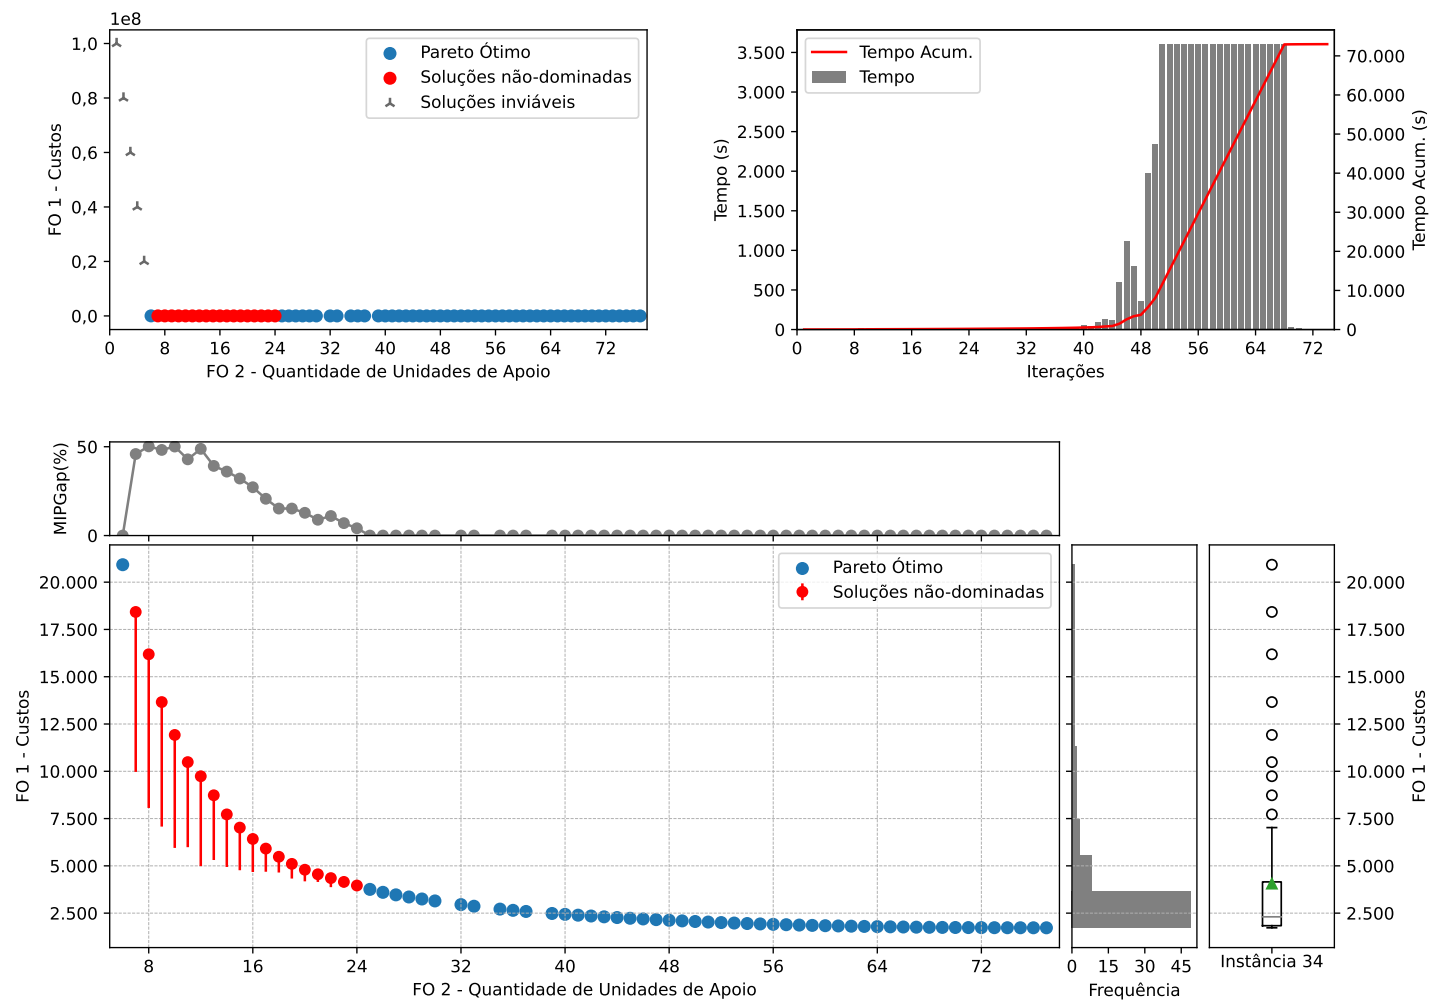 1e8
1,0
0,8
0,6
0,4
0,2
0,0
FO 1 - Custos
Pareto Ótimo
Soluções não-dominadas
Soluções inviáveis
0 8 16 24 32 40 48 56 64 72
FO 2 - Quantidade de Unidades de Apoio
3.500
3.000
2.500
2.000
1.500
1.000
500
0
Tempo (s)
Tempo Acum.
Tempo
70.000
60.000
50.000
40.000
30.000
20.000
10.000
0
Tempo Acum. (s)
0 8 16 24 32 40 48 56 64 72
Iterações
50
0
MIPGap(%)
20.000
17.500
15.000
12.500
10.000
7.500
5.000
2.500
FO 1 - Custos
Pareto Ótimo
Soluções não-dominadas
8 16 24 32 40 48 56 64 72
FO 2 - Quantidade de Unidades de Apoio
0 15 30 45
Frequência
20.000
17.500
15.000
12.500
10.000
7.500
5.000
2.500
FO 1 - Custos
Instância 34